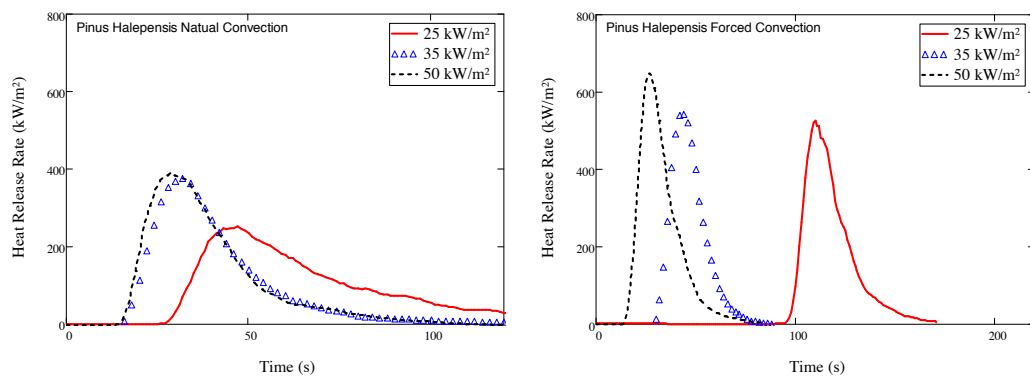 Pinus Halepensis Natual Convection
25 kW/m²
35 kW/m²
50 kW/m²
800
600
400
200
0
0
50
100
Heat Release Rate (kW/m²)
Time (s)
Pinus Halepensis Forced Convection
25 kW/m²
35 kW/m²
50 kW/m²
800
600
400
200
0
0
100
200
Heat Release Rate (kW/m²)
Time (s)